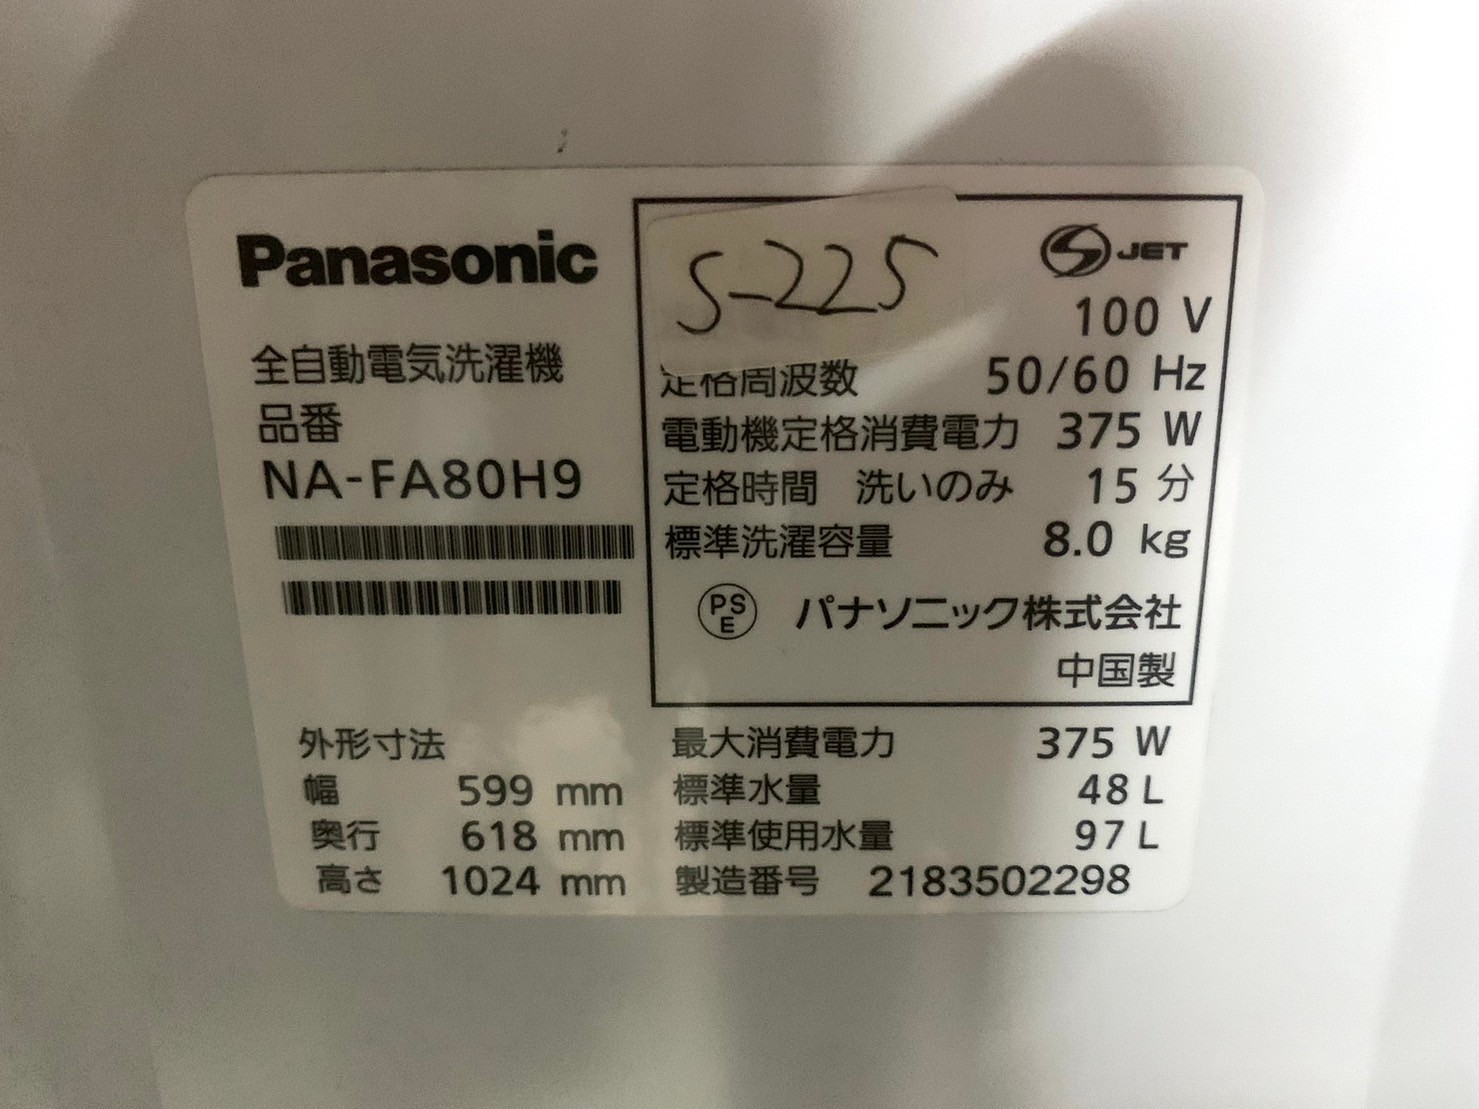 Panasonic
全自動電気洗濯機
品番
NA-FA80H9
S-225
JET
100 V
定格周波数 50/60 Hz
電動機定格消費電力 375 W
定格時間 洗いのみ 15 分
標準洗濯容量 8.0 kg
PS
E
パナソニック株式会社
中国製
外形寸法
幅 599 mm
奥行 618 mm
高さ 1024 mm
最大消費電力 375 W
標準水量 48 L
標準使用水量 97 L
製造番号 2183502298